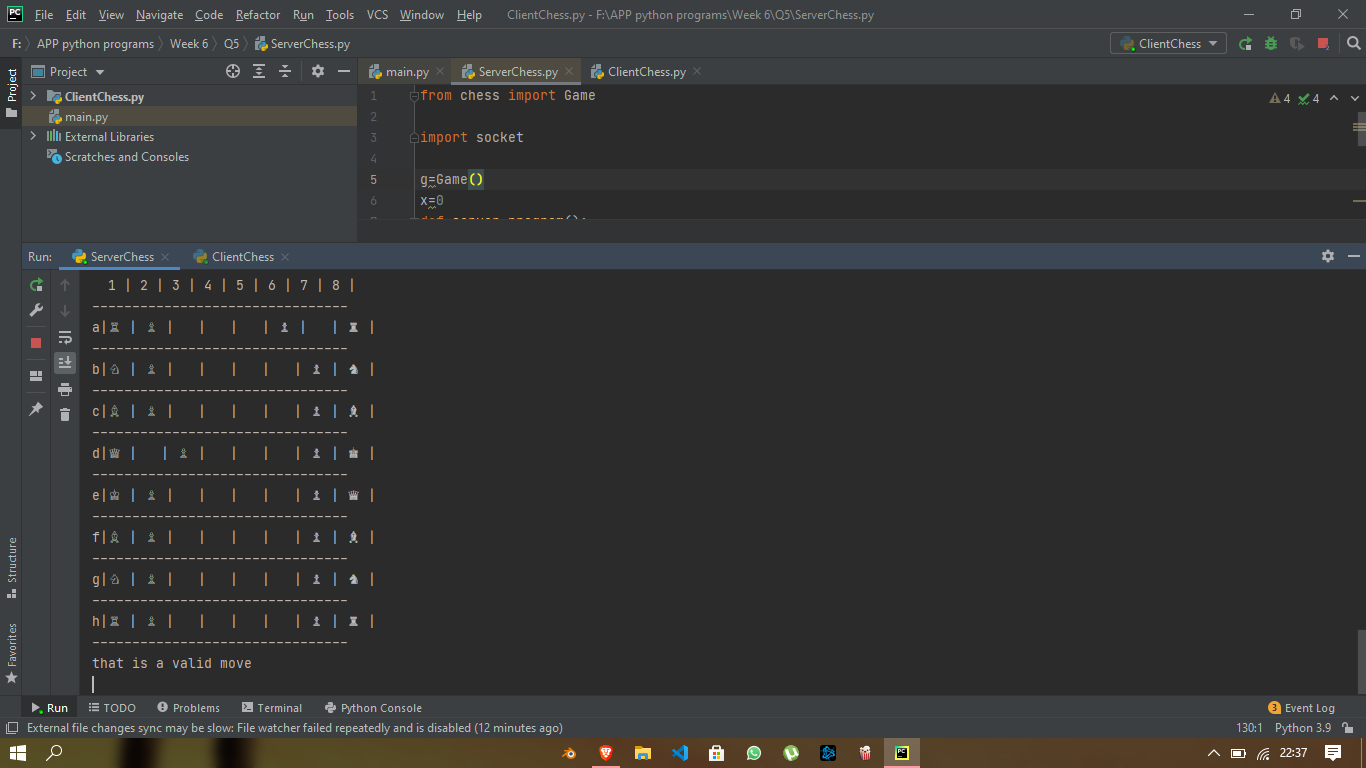 File Edit View Navigate Code Refactor Run Tools VCS Window Help ClientChess.py - F:\APP python programs\Week 6\Q5\ServerChess.py
F: APP python programs Week 6 Q5 ServerChess.py ClientChess
Project main.py ServerChess.py ClientChess.py
1 from chess import Game 4 4
ClientChess.py
main.py
2
External Libraries
3 import socket
Scratches and Consoles
4
5 g=Game()
6 x=0
7 def server_program():
Project
Run: ServerChess ClientChess
1 | 2 | 3 | 4 | 5 | 6 | 7 | 8 |
--------------------------------
a|♖ | ♗ |   |   |   | ♝ |   | ♜ |
--------------------------------
b|♘ | ♗ |   |   |   |   | ♝ | ♞ |
--------------------------------
c|♗ | ♗ |   |   |   |   | ♝ | ♝ |
--------------------------------
d|♕ |   | ♗ |   |   |   | ♝ | ♚ |
--------------------------------
e|♔ | ♗ |   |   |   |   | ♝ | ♛ |
--------------------------------
f|♗ | ♗ |   |   |   |   | ♝ | ♝ |
--------------------------------
g|♘ | ♗ |   |   |   |   | ♝ | ♞ |
--------------------------------
h|♖ | ♗ |   |   |   |   | ♝ | ♜ |
--------------------------------
that is a valid move
Structure
Favorites
Run TODO Problems Terminal Python Console 3 Event Log
External file changes sync may be slow: File watcher failed repeatedly and is disabled (12 minutes ago) 130:1 Python 3.9
22:37